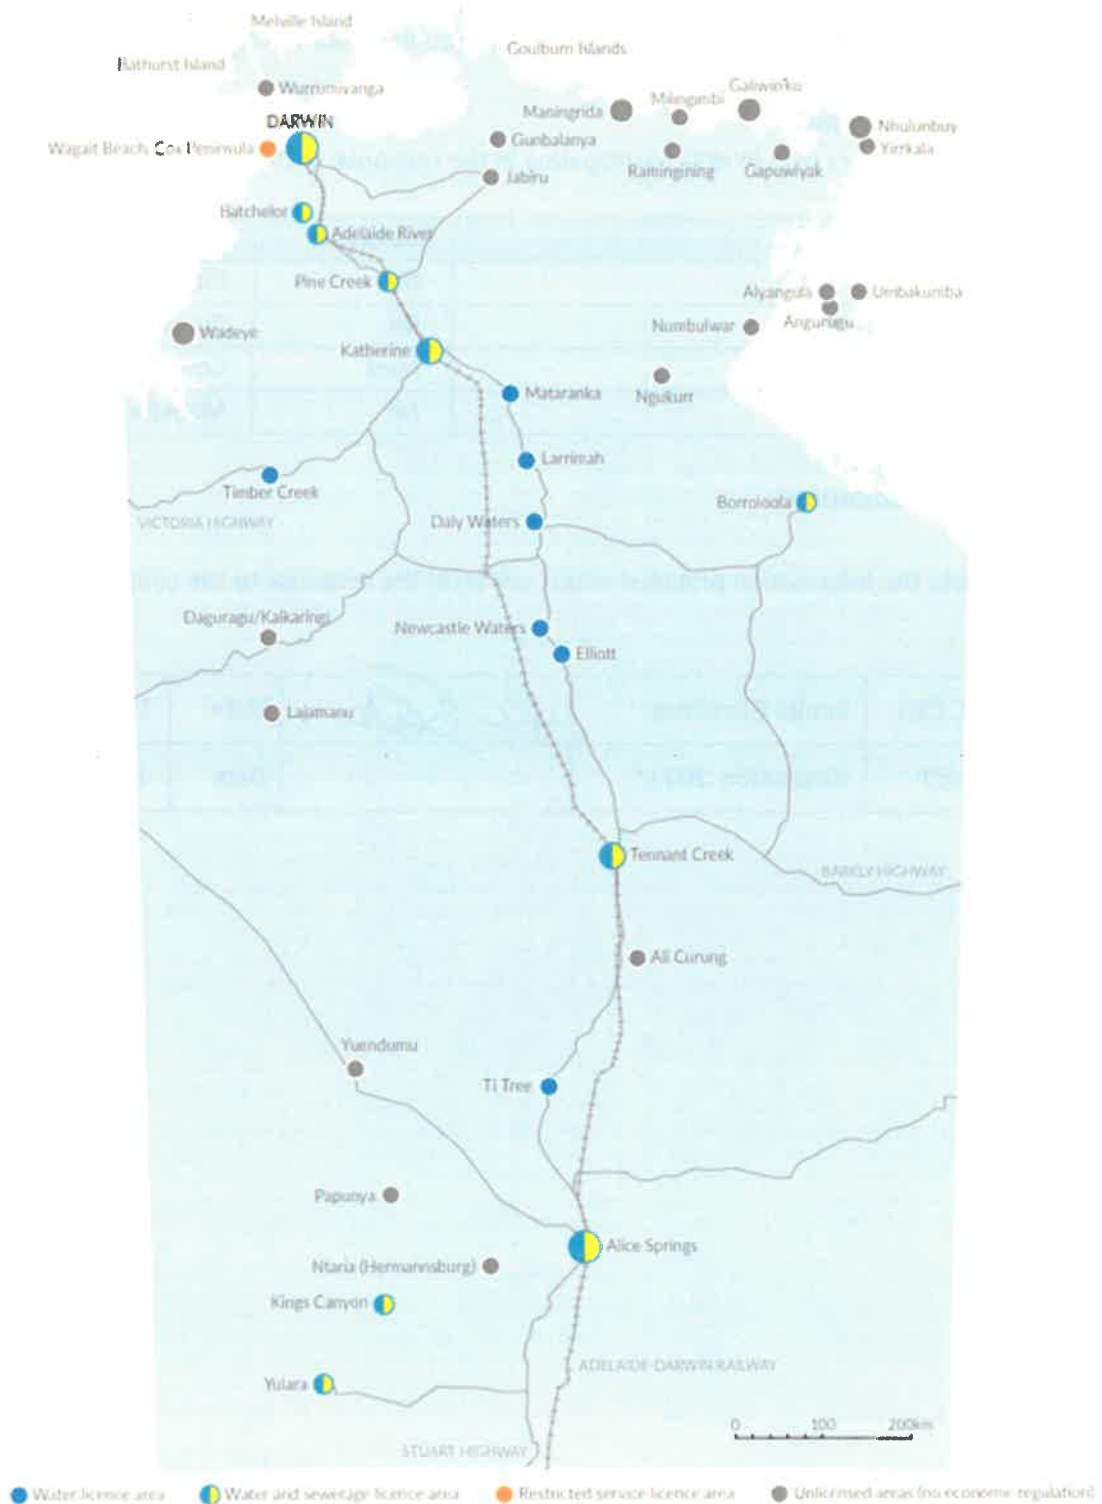 Melville Island
Goulburn Islands
Bathurst Island
Wurrumiyanga
Galiwin'ku
Milingimbi
Maningrida
DARWIN
Nhulunbuy
Gunbalanya
Yirrkala
Wagait Beach, Cox Peninsula
Ramingining
Gapuwiyak
Jabiru
Batchelor
Adelaide River
Pine Creek
Alyangula
Umbakumba
Angurugu
Numbulwar
Wadeye
Katherine
Mataranka
Ngukurr
Larrimah
Timber Creek
Borroloola
VICTORIA HIGHWAY
Daly Waters
Daguragu/Kalkaringi
Newcastle Waters
Elliott
Lajamanu
Tennant Creek
BARKLY HIGHWAY
Ali Curung
Yuendumu
Ti Tree
Papunya
Alice Springs
Ntaria (Hermannsburg)
Kings Canyon
ADELAIDE-DARWIN RAILWAY
Yulara
0 100 200km
STUART HIGHWAY
Water licence area
Water and sewerage licence area
Restricted service licence area
Unlicensed areas (no economic regulation)